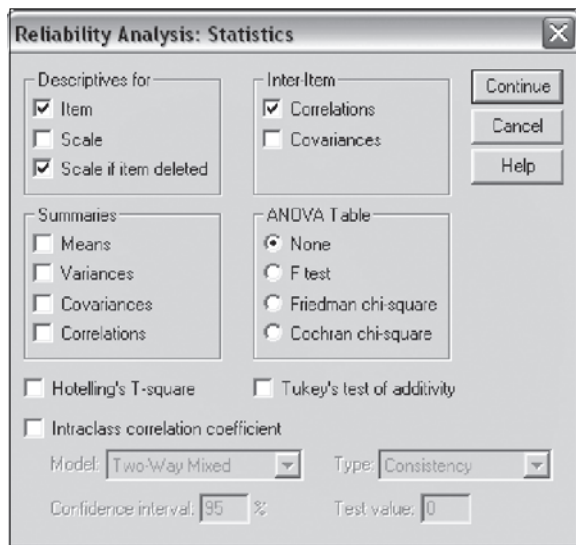 Reliability Analysis: Statistics
Descriptives for
Item
Scale
Scale if item deleted
Inter-Item
Correlations
Covariances
Continue
Cancel
Help
Summaries
Means
Variances
Covariances
Correlations
ANOVA Table
None
F test
Friedman chi-square
Cochran chi-square
Hotelling's T-square
Tukey's test of additivity
Intraclass correlation coefficient
Model: Two-Way Mixed
Type: Consistency
Confidence interval: 95 %
Test value: 0